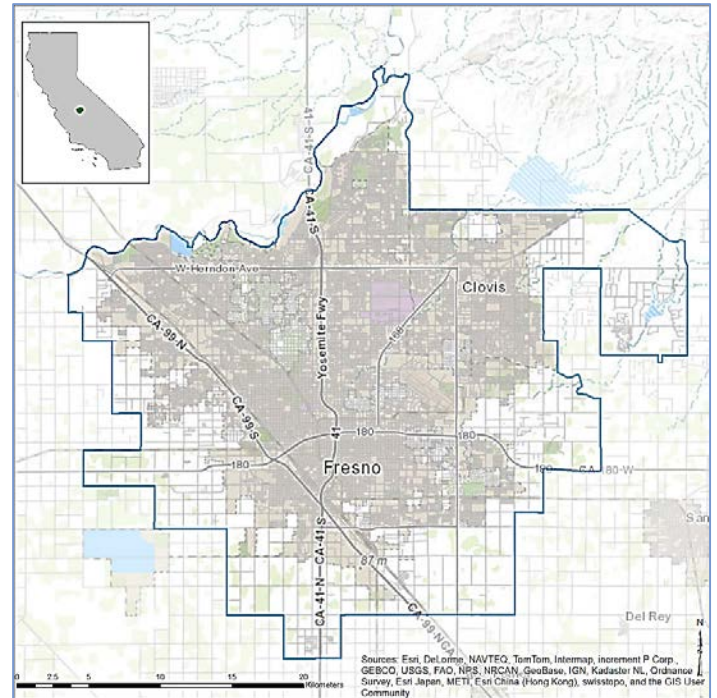 CA-41-S-41
CA-41-S
W-Herndon-Ave
Clovis
CA-99-N
Yosemite Fwy
168
CA-99-S
41
180
180
Fresno
180
180
CA-180-W
San
CA-41-N—CA-41-S
87 m
CA-99-N
Del Rey
N
Sources: Esri, DeLorme, NAVTEQ, TomTom, Intermap, increment P Corp.,
GEBCO, USGS, FAO, NPS, NRCAN, GeoBase, IGN, Kadaster NL, Ordnance
Survey, Esri Japan, METI, Esri China (Hong Kong), swisstopo, and the GIS User
Community
0 2.5 5 10 15 20
Kilometers